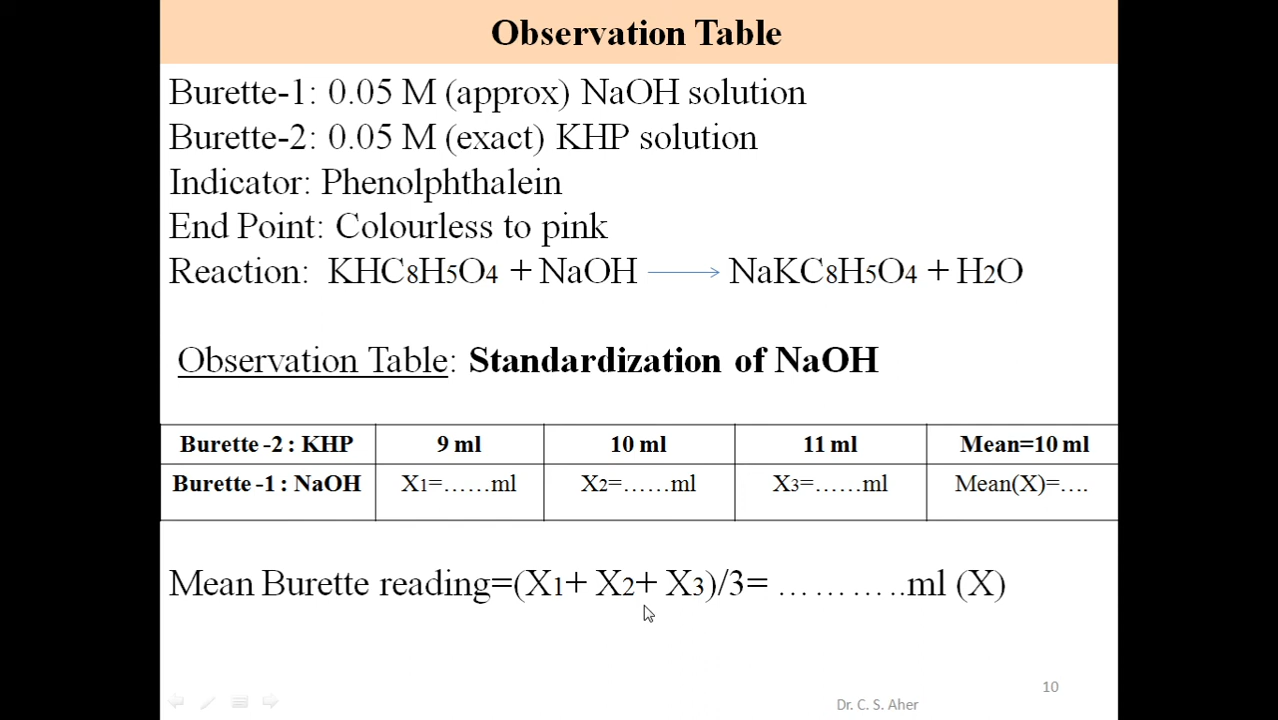 Observation Table
Burette-1: 0.05 M (approx) NaOH solution
Burette-2: 0.05 M (exact) KHP solution
Indicator: Phenolphthalein
End Point: Colourless to pink
Reaction: KHC8H5O4 + NaOH → NaKC8H5O4 + H2O
Observation Table: Standardization of NaOH
Burette -2 : KHP 9 ml 10 ml 11 ml Mean=10 ml
Burette -1 : NaOH X1=……ml X2=……ml X3=……ml Mean(X)=….
Mean Burette reading=(X1+ X2+ X3)/3= ………..ml (X)
10
Dr. C. S. Aher